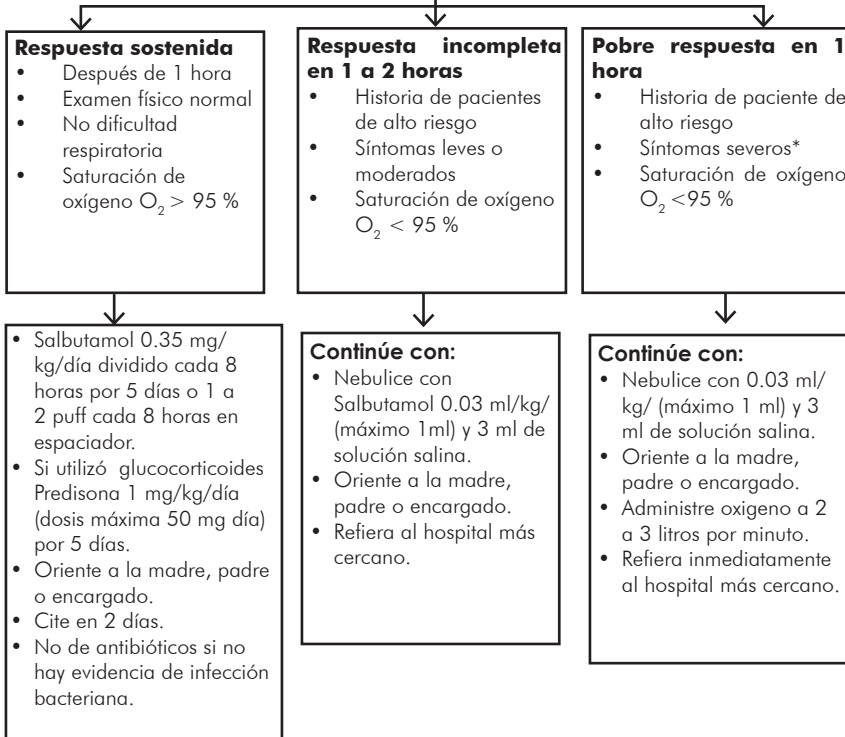 Respuesta sostenida
• Después de 1 hora
• Examen físico normal
• No dificultad
respiratoria
• Saturación de
oxígeno O₂ > 95 %
Respuesta incompleta
en 1 a 2 horas
• Historia de pacientes
de alto riesgo
• Síntomas leves o
moderados
• Saturación de oxígeno
O₂ < 95 %
Pobre respuesta en 1
hora
• Historia de paciente de
alto riesgo
• Síntomas severos*
• Saturación de oxígeno
O₂ <95 %
• Salbutamol 0.35 mg/
kg/día dividido cada 8
horas por 5 días o 1 a
2 puff cada 8 horas en
espaciador.
• Si utilizó glucocorticoides
Predisona 1 mg/kg/día
(dosis máxima 50 mg día)
por 5 días.
• Oriente a la madre, padre
o encargado.
• Cite en 2 días.
• No de antibióticos si no
hay evidencia de infección
bacteriana.
Continúe con:
• Nebulice con
Salbutamol 0.03 ml/kg/
(máximo 1ml) y 3 ml de
solución salina.
• Oriente a la madre,
padre o encargado.
• Refiera al hospital más
cercano.
Continúe con:
• Nebulice con 0.03 ml/
kg/ (máximo 1 ml) y 3
ml de solución salina.
• Oriente a la madre,
padre o encargado.
• Administre oxigeno a 2
a 3 litros por minuto.
• Refiera inmediatamente
al hospital más cercano.